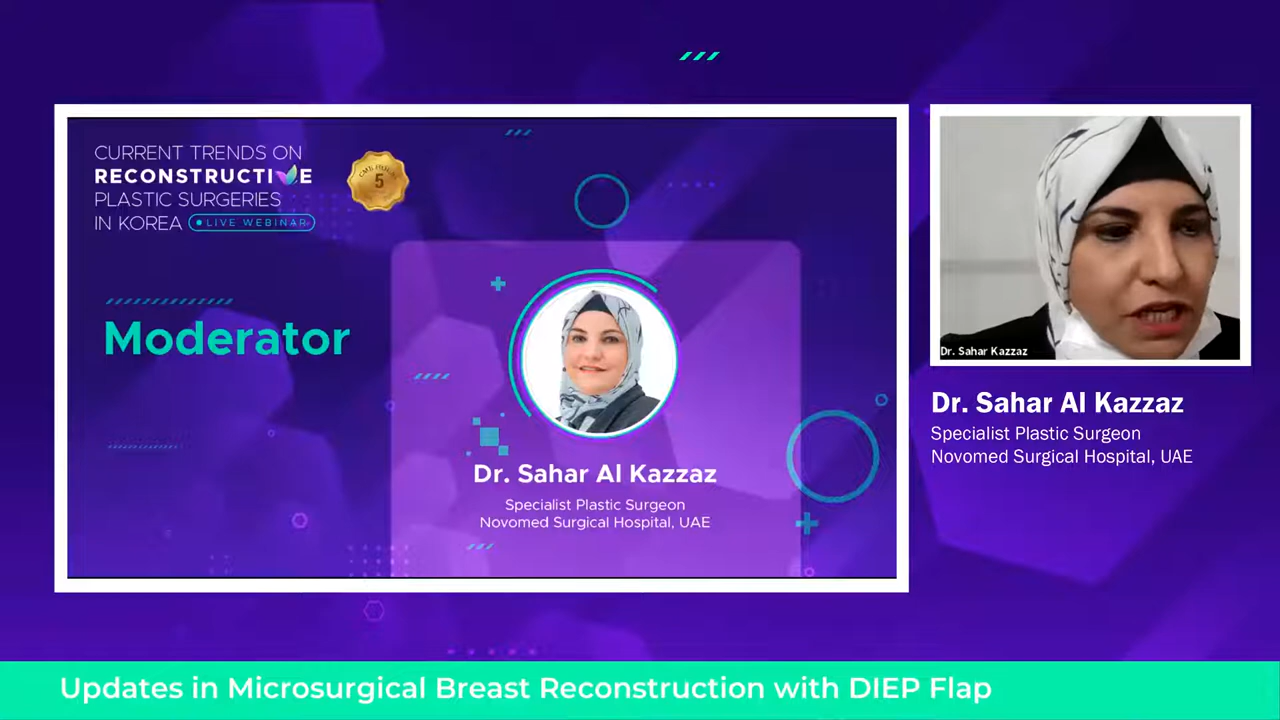 CURRENT TRENDS ON
RECONSTRUCTIVE
PLASTIC SURGERIES
IN KOREA LIVE WEBINAR
5
Moderator
Dr. Sahar Al Kazzaz
Specialist Plastic Surgeon
Novomed Surgical Hospital, UAE
Dr. Sahar Kazzaz
Dr. Sahar Al Kazzaz
Specialist Plastic Surgeon
Novomed Surgical Hospital, UAE
Updates in Microsurgical Breast Reconstruction with DIEP Flap